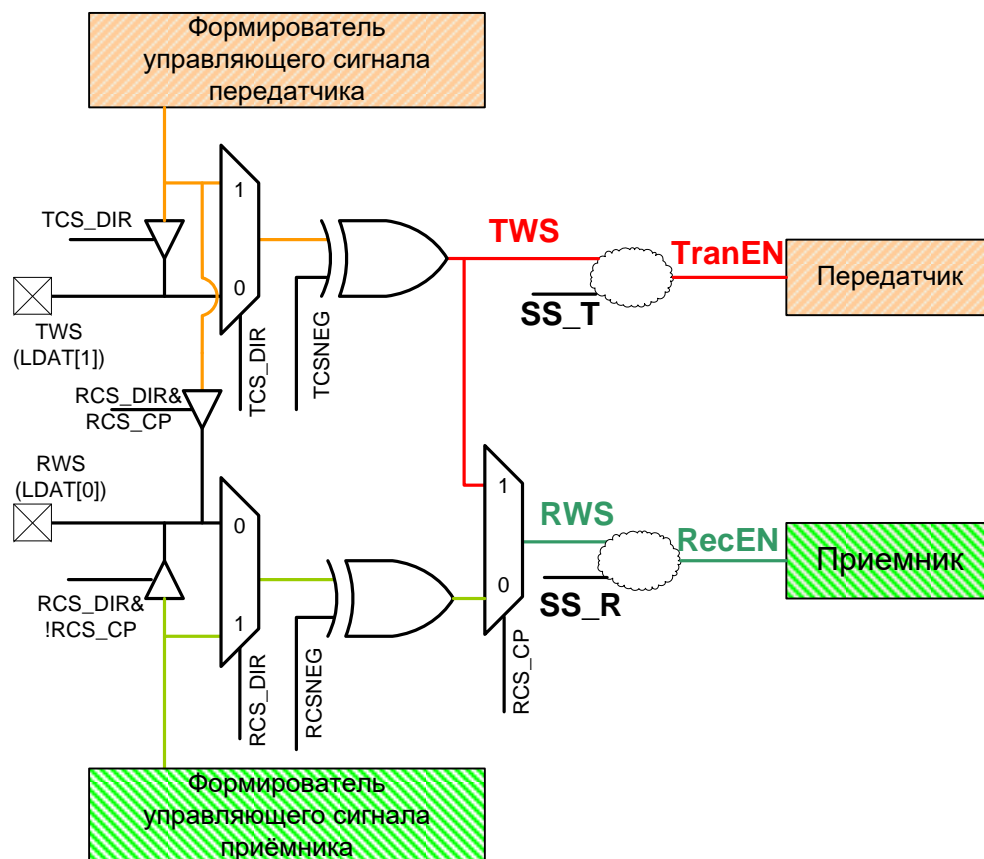 Формирователь
управляющего сигнала
передатчика
1
TCS_DIR
0
TWS
(LDAT[1])
TCS_DIR
TCSNEG
TWS
SS_T
TranEN
Передатчик
RCS_DIR&
RCS_CP
RWS
(LDAT[0])
0
1
RCS_DIR&
!RCS_CP
RCS_DIR
RCSNEG
1
0
RCS_CP
RWS
SS_R
RecEN
Приемник
Формирователь
управляющего сигнала
приёмника